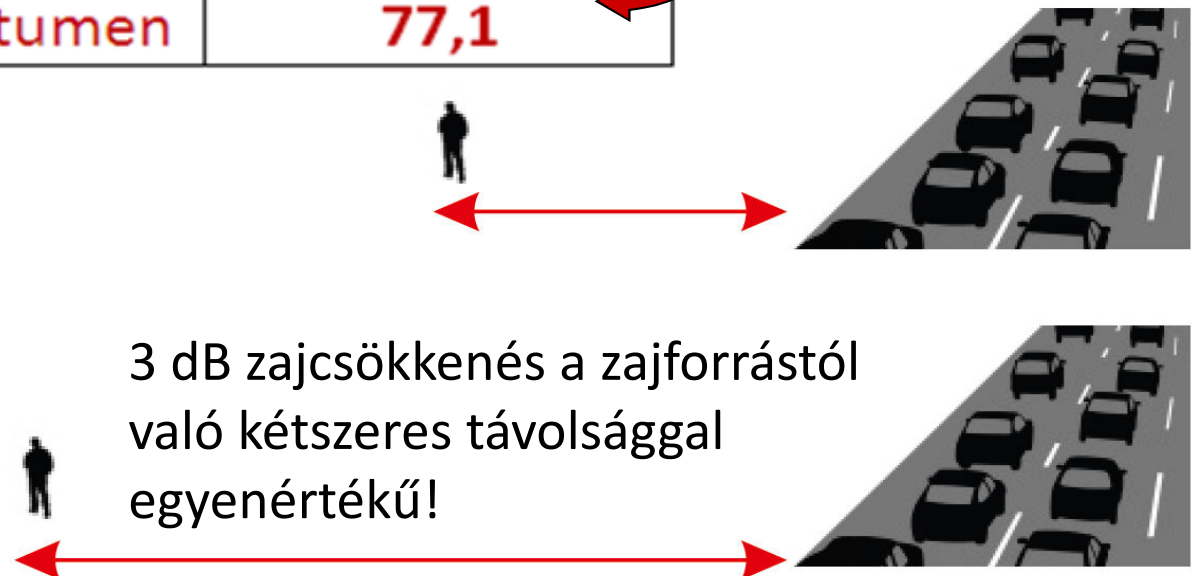 tumen 77,1
3 dB zajcsökkenés a zajforrástól
való kétszeres távolsággal
egyenértékű!